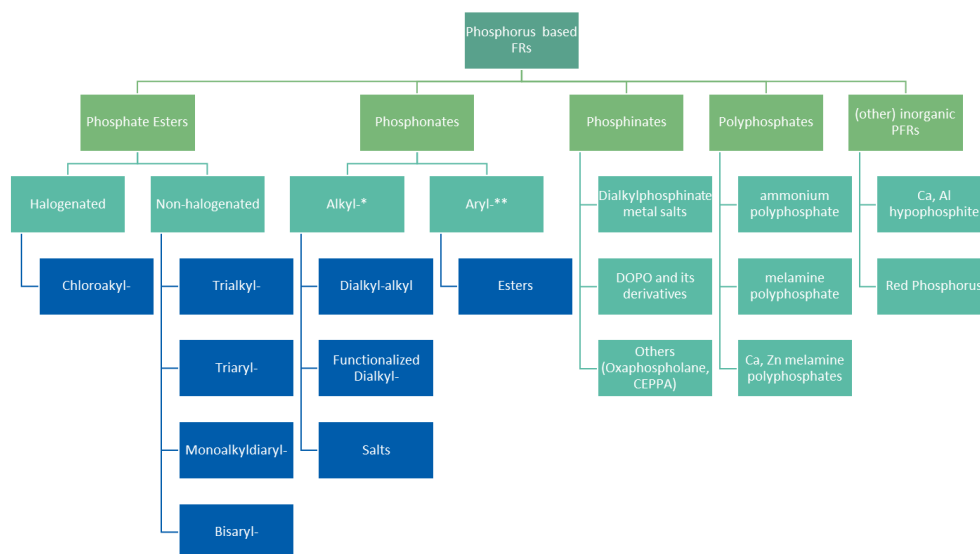 Phosphorus based
FRs
Phosphate Esters
Phosphonates
Phosphinates
Polyphosphates
(other) inorganic
PFRs
Halogenated
Non-halogenated
Alkyl-*
Aryl-**
Dialkylphosphinate
metal salts
ammonium
polyphosphate
Ca, Al
hypophosphite
Chloroakyl-
Trialkyl-
Dialkyl-alkyl
Esters
DOPO and its
derivatives
melamine
polyphosphate
Red Phosphorus
Triaryl-
Functionalized
Dialkyl-
Others
(Oxaphospholane,
CEPPA)
Ca, Zn melamine
polyphosphates
Monoalkyldiaryl-
Salts
Bisaryl-